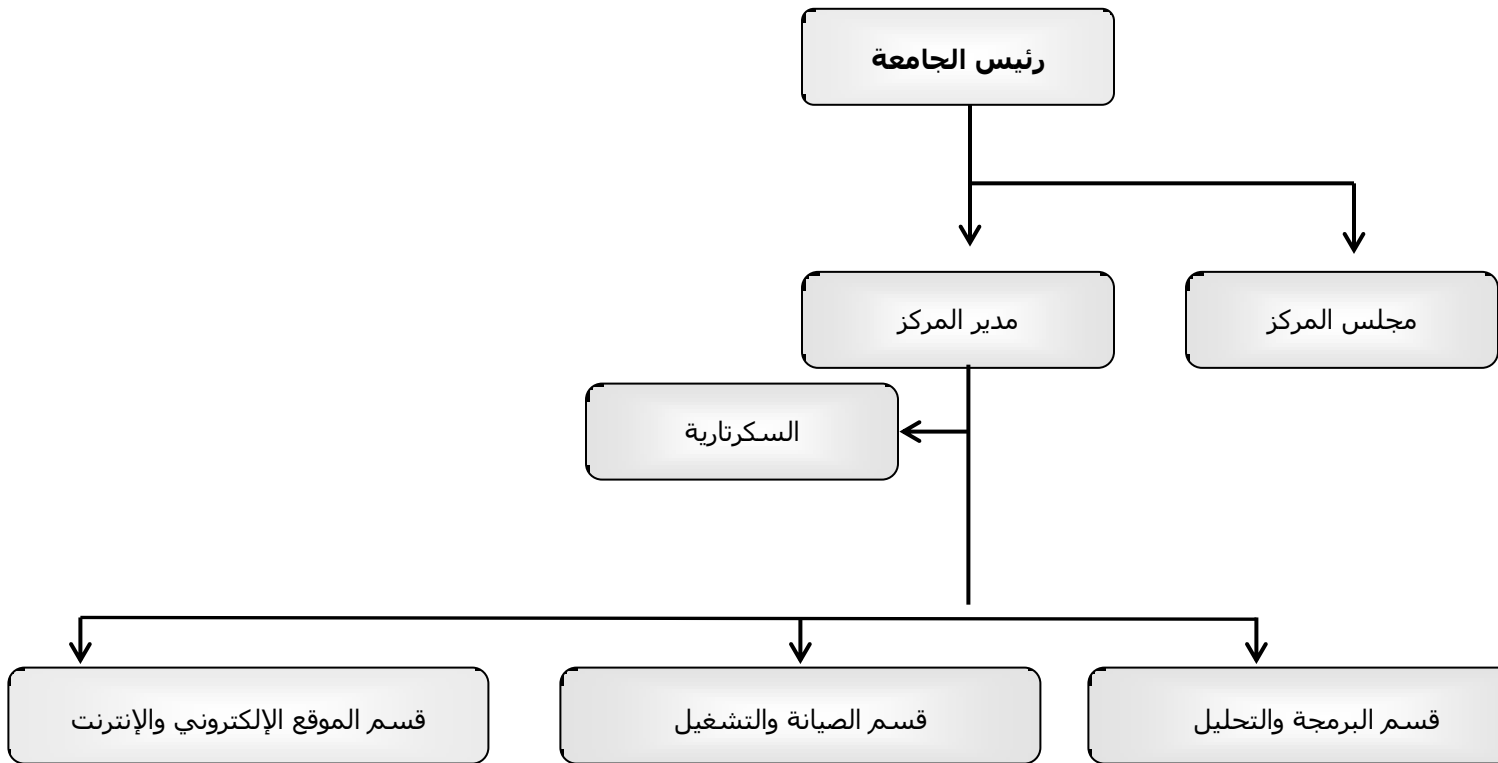 رئيس الجامعة
مجلس المركز
مدير المركز
السكرتارية
قسم البرمجة والتحليل
قسم الصيانة والتشغيل
قسم الموقع الإلكتروني والإنترنت